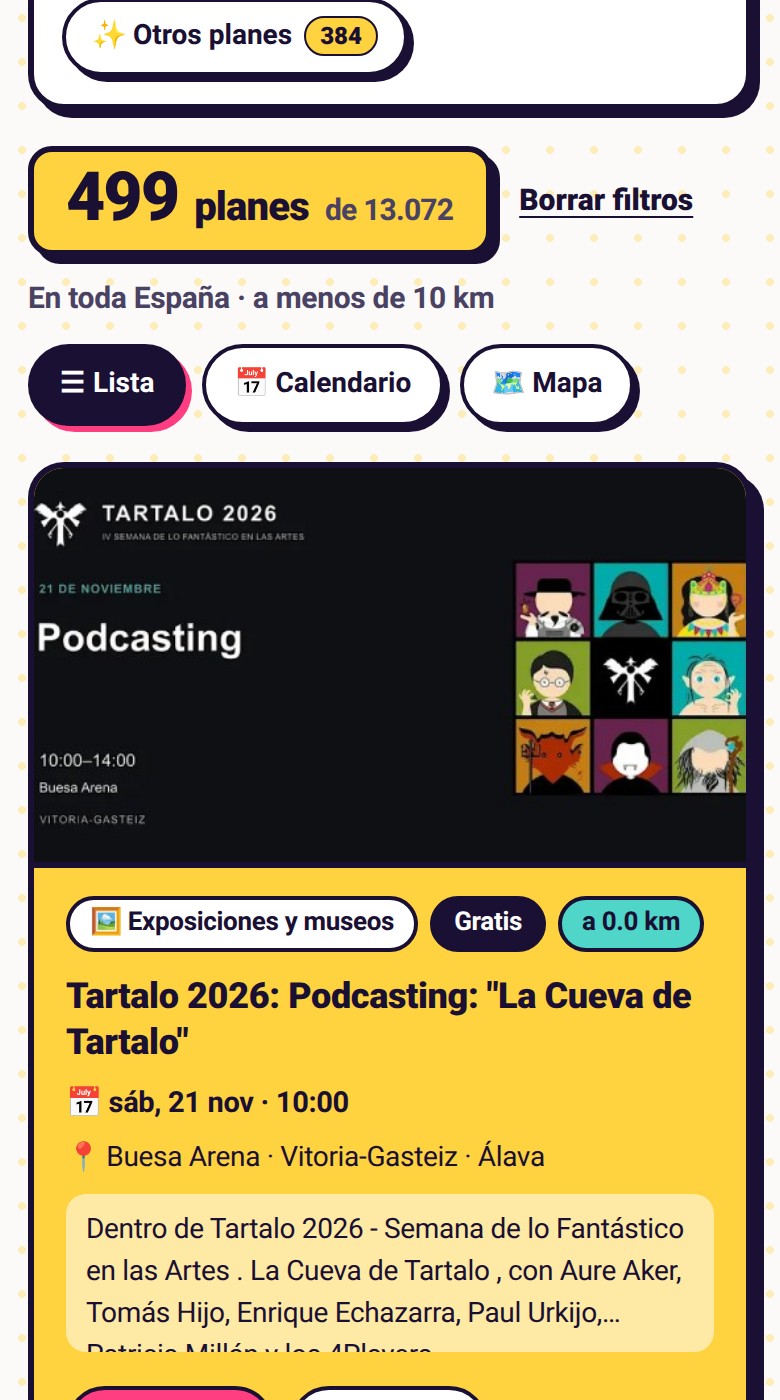 ✨ Otros planes 384
499 planes de 13.072
Borrar filtros
En toda España · a menos de 10 km
☰ Lista
📅 Calendario
🗺️ Mapa
TARTALO 2026
IV SEMANA DE LO FANTÁSTICO EN LAS ARTES
21 DE NOVIEMBRE
Podcasting
10:00–14:00
Buesa Arena
VITORIA-GASTEIZ
🖼️ Exposiciones y museos
Gratis
a 0.0 km
Tartalo 2026: Podcasting: "La Cueva de
Tartalo"
📅 sáb, 21 nov · 10:00
📍 Buesa Arena · Vitoria-Gasteiz · Álava
Dentro de Tartalo 2026 - Semana de lo Fantástico
en las Artes . La Cueva de Tartalo , con Aure Aker,
Tomás Hijo, Enrique Echazarra, Paul Urkijo,...
Patricia Millán y los 4Players